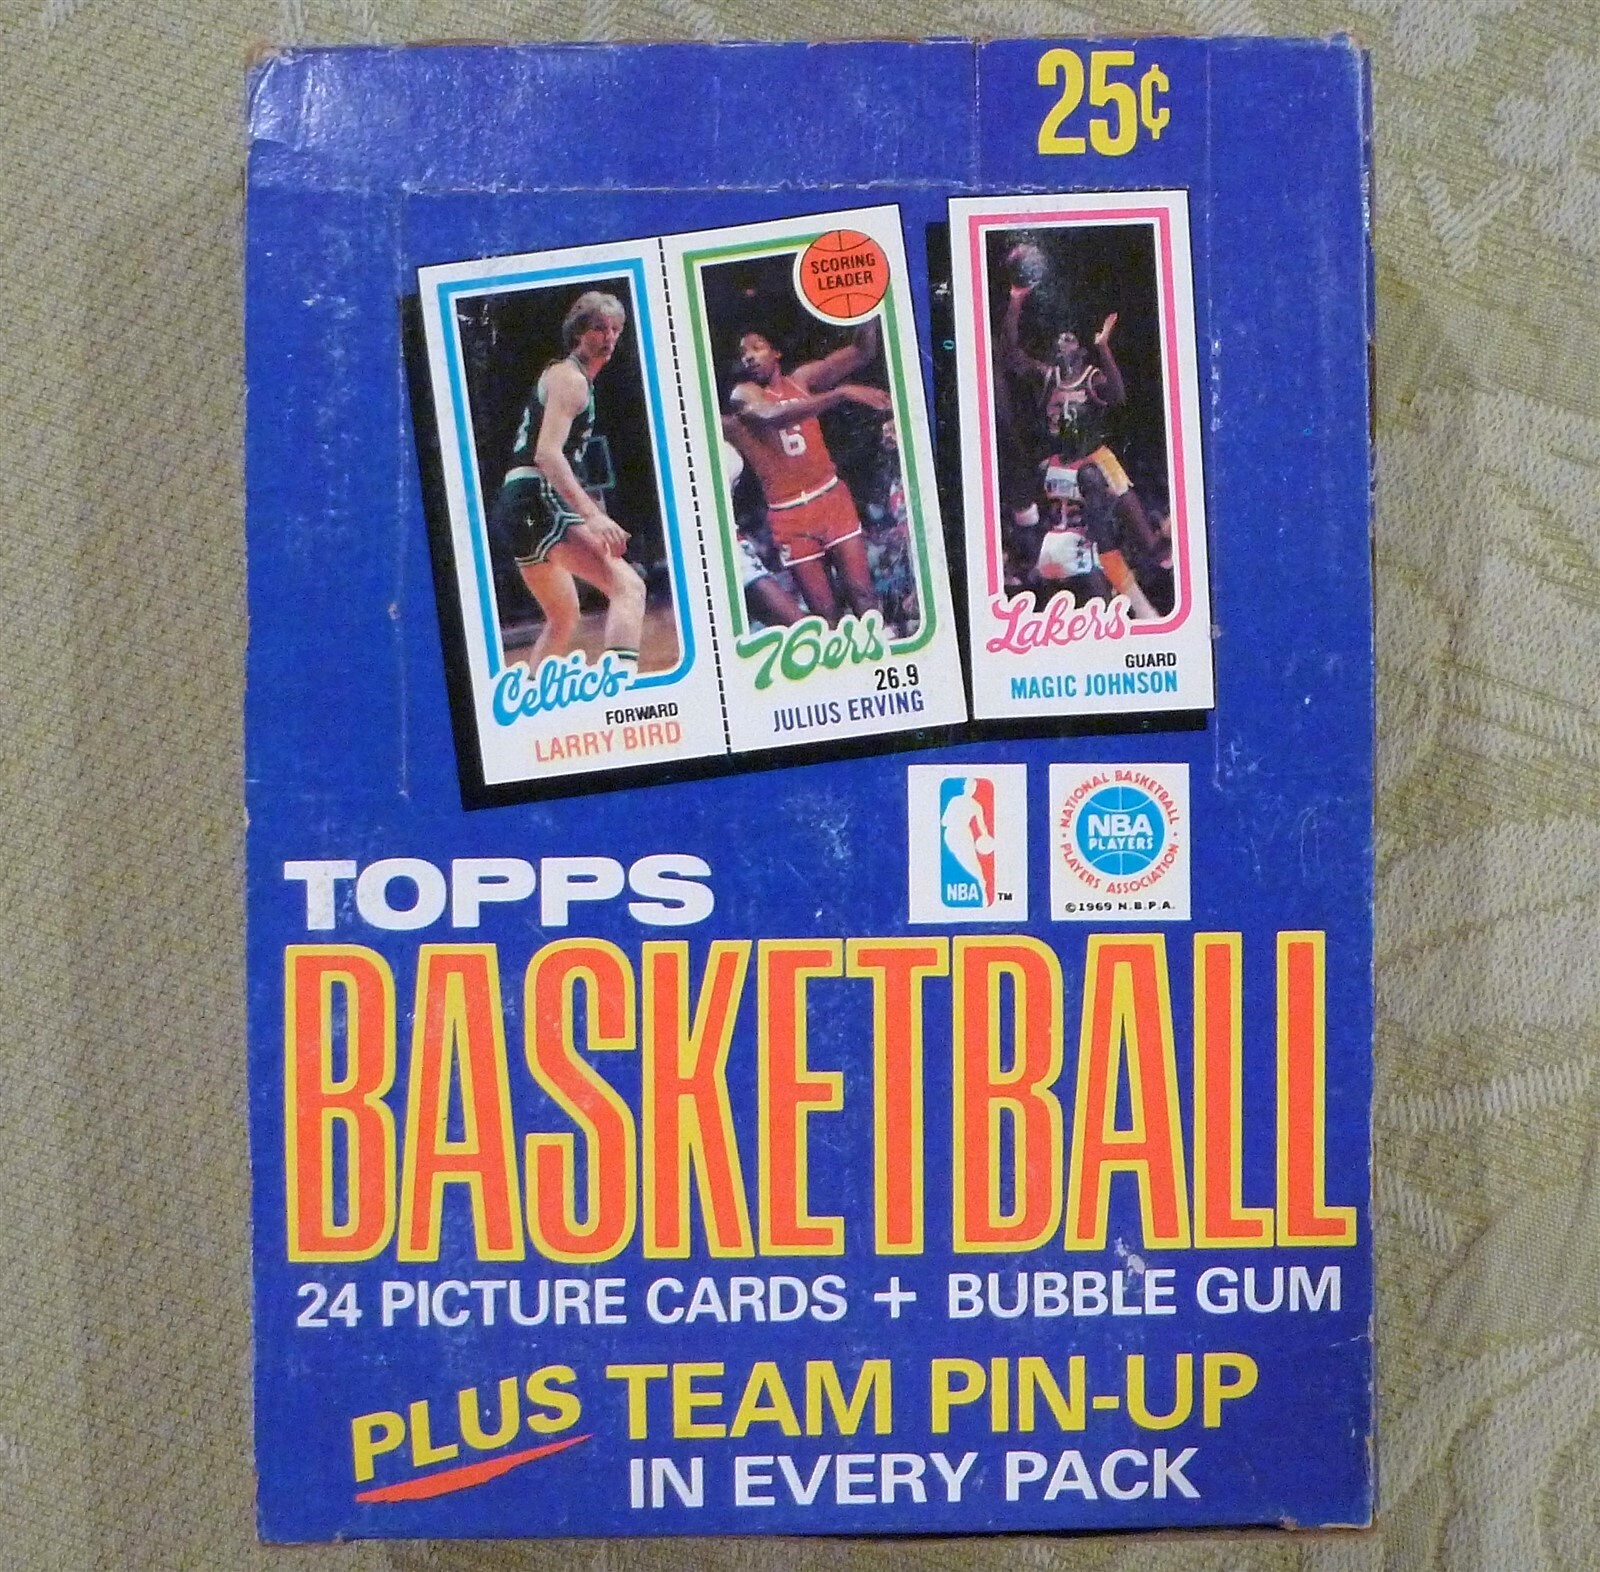 25¢
SCORING
LEADER
6
Celtics
FORWARD
LARRY BIRD
76ers
26.9
JULIUS ERVING
Lakers
GUARD
MAGIC JOHNSON
NBA
TM
NATIONAL BASKETBALL
PLAYERS ASSOCIATION
NBA
PLAYERS
©1969 N.B.P.A.
TOPPS
BASKETBALL
24 PICTURE CARDS + BUBBLE GUM
PLUS TEAM PIN-UP
IN EVERY PACK